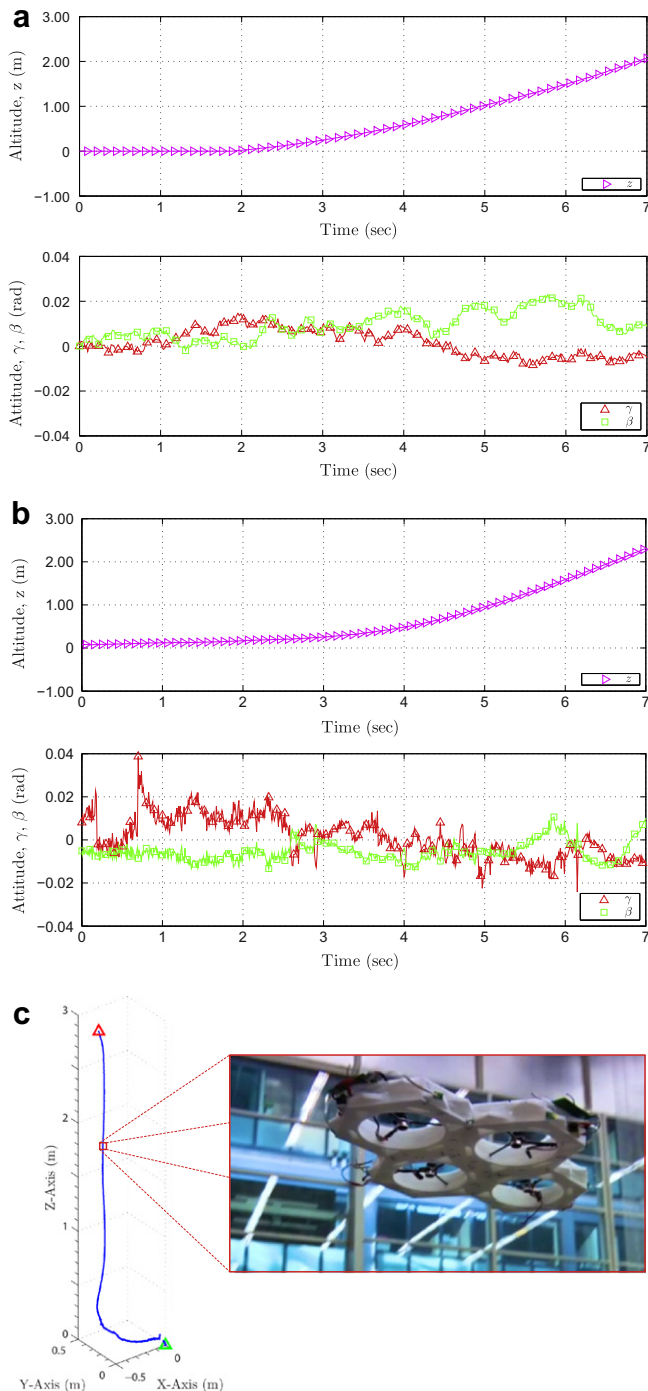 a
Altitude, z (m)
3.00
2.00
1.00
0
−1.00
z
0 1 2 3 4 5 6 7
Time (sec)
Attitude, γ, β (rad)
0.04
0.02
0
−0.02
−0.04
γ
β
0 1 2 3 4 5 6 7
Time (sec)
b
Altitude, z (m)
3.00
2.00
1.00
0
−1.00
z
0 1 2 3 4 5 6 7
Time (sec)
Attitude, γ, β (rad)
0.04
0.02
0
−0.02
−0.04
γ
β
0 1 2 3 4 5 6 7
Time (sec)
c
Z-Axis (m)
3
2
1
0
0.5
0
−0.5
0
Y-Axis (m)
X-Axis (m)